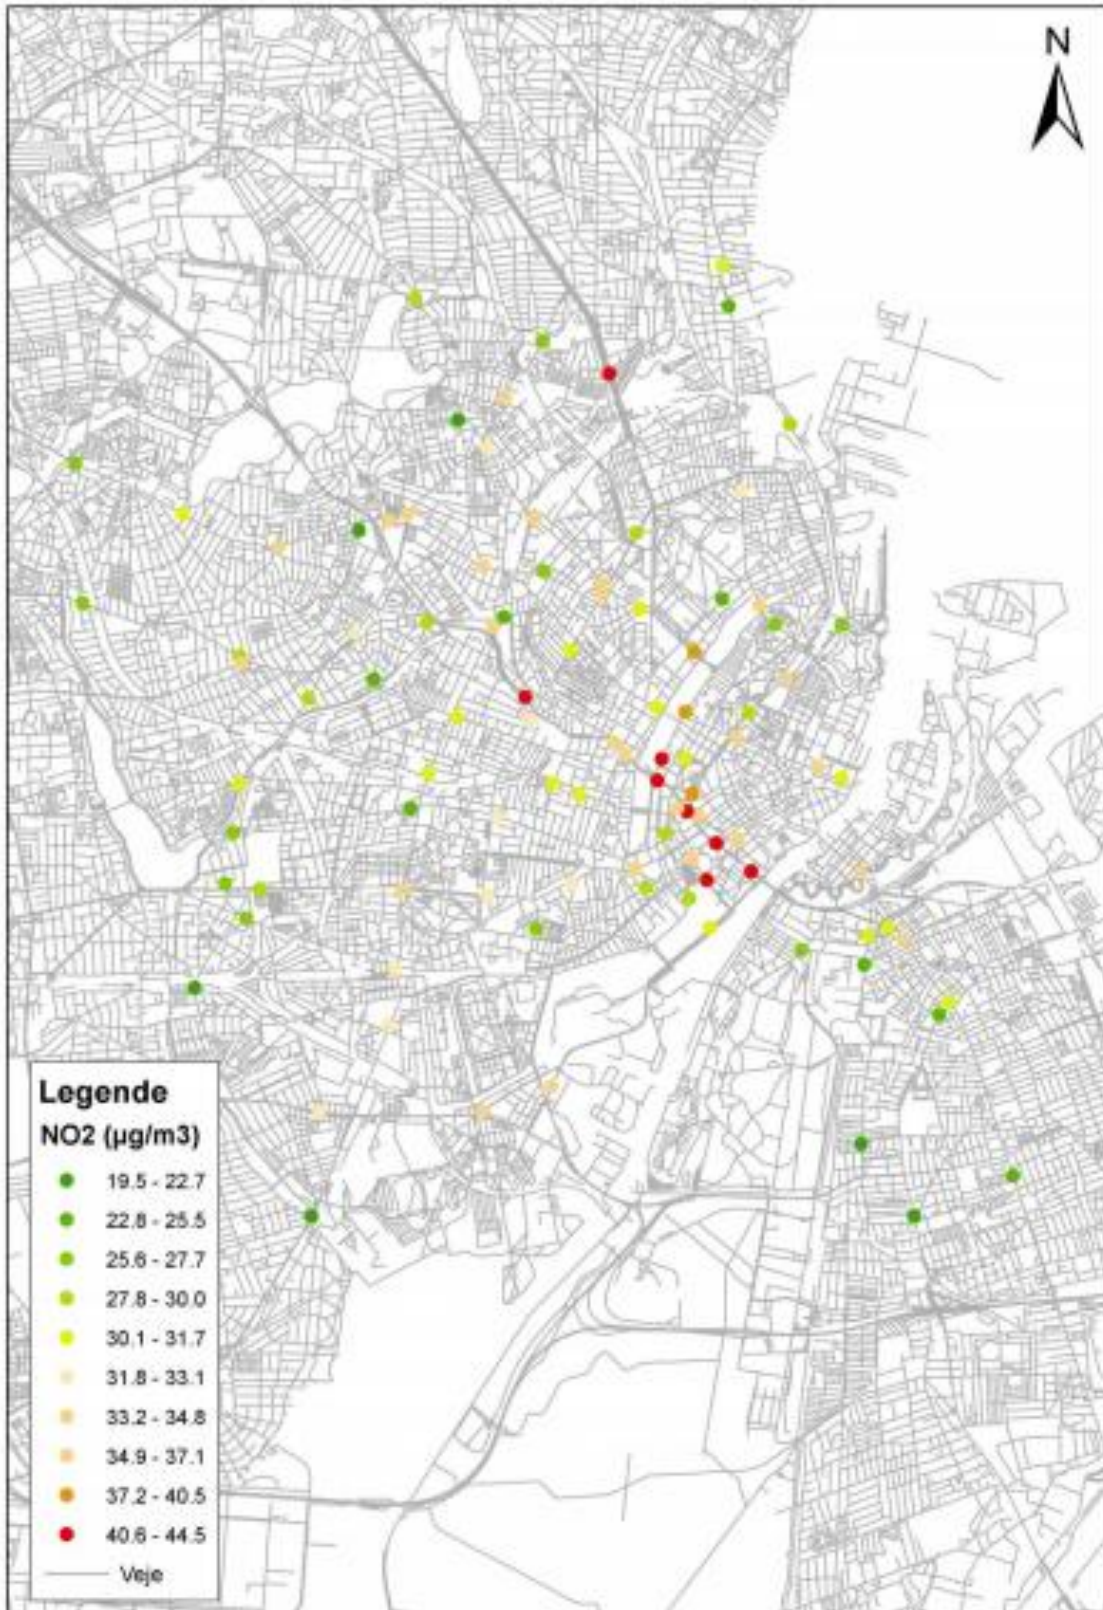 N
Legende
NO2 (µg/m3)
19.5 - 22.7
22.8 - 25.5
25.6 - 27.7
27.8 - 30.0
30.1 - 31.7
31.8 - 33.1
33.2 - 34.8
34.9 - 37.1
37.2 - 40.5
40.6 - 44.5
Veje